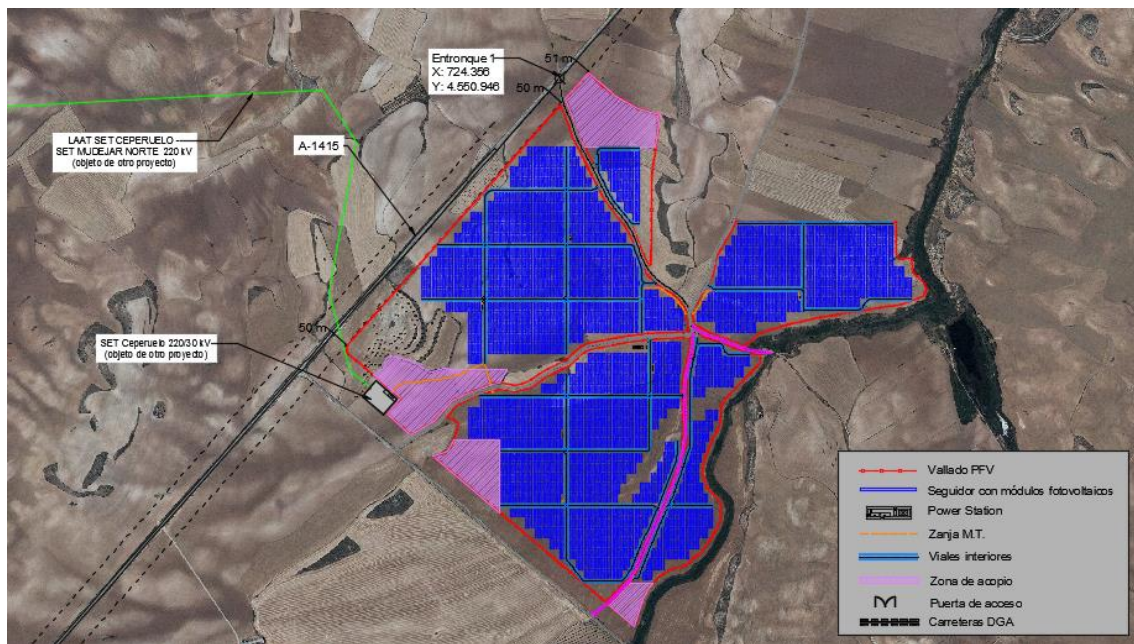 Entronque 1
X: 724.356
Y: 4.550.946
51 m
50 m
LAAT SET CEPERUELO -
SET MUDEJAR NORTE 220 kV
(objeto de otro proyecto)
A-1415
50 m
SET Ceperuelo 220/30 kV
(objeto de otro proyecto)
Vallado PFV
Seguidor con módulos fotovoltaicos
Power Station
Zanja M.T.
Viales interiores
Zona de acopio
Puerta de acceso
Carreteras DGA